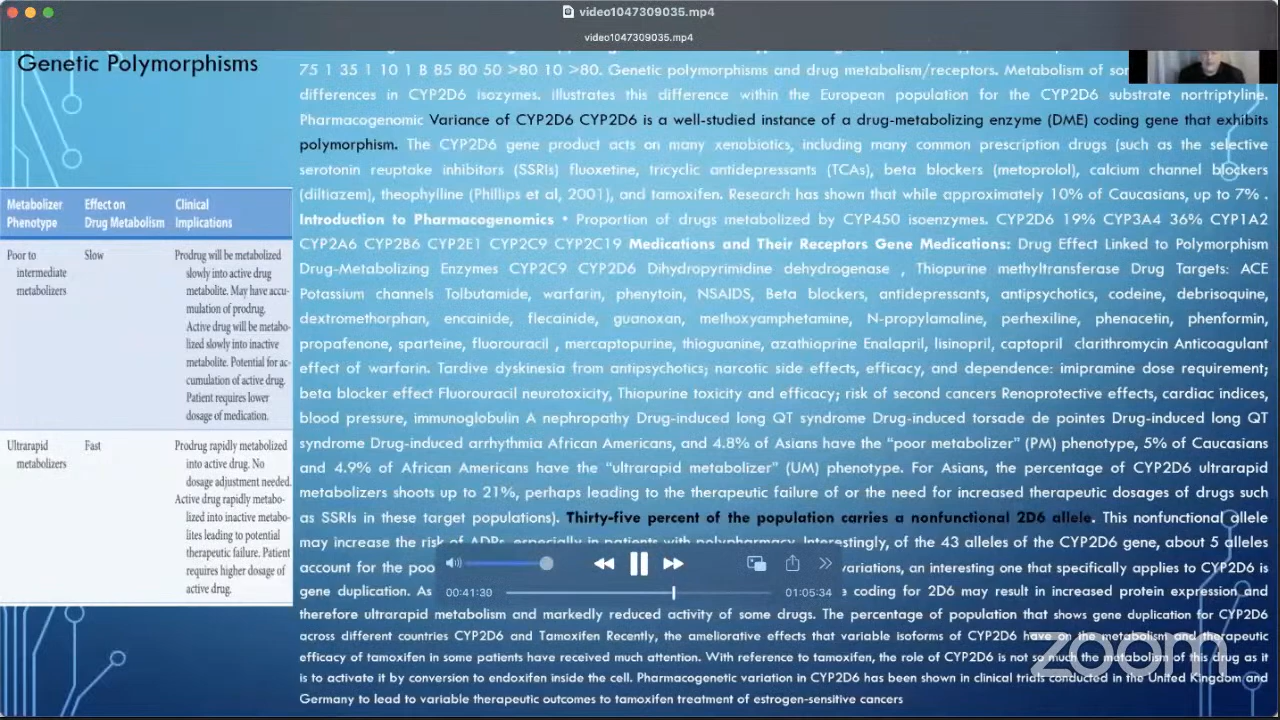 video1047309035.mp4
video1047309035.mp4
Genetic Polymorphisms
75 1 35 1 10 1 B 85 80 50 >80 10 >80. Genetic polymorphisms and drug metabolism/receptors. Metabolism of
differences in CYP2D6 isozymes. illustrates this difference within the European population for the CYP2D6 substrate nortriptyline.
Pharmacogenomic Variance of CYP2D6 CYP2D6 is a well-studied instance of a drug-metabolizing enzyme (DME) coding gene that exhibits
polymorphism. The CYP2D6 gene product acts on many xenobiotics, including many common prescription drugs (such as the selective
serotonin reuptake inhibitors (SSRIs) fluoxetine, tricyclic antidepressants (TCAs), beta blockers (metoprolol), calcium channel blockers
(diltiazem), theophylline (Phillips et al, 2001), and tamoxifen. Research has shown that while approximately 10% of Caucasians, up to 7% .
Introduction to Pharmacogenomics • Proportion of drugs metabolized by CYP450 isoenzymes. CYP2D6 19% CYP3A4 36% CYP1A2
CYP2A6 CYP2B6 CYP2E1 CYP2C9 CYP2C19 Medications and Their Receptors Gene Medications: Drug Effect Linked to Polymorphism
Drug-Metabolizing Enzymes CYP2C9 CYP2D6 Dihydropyrimidine dehydrogenase , Thiopurine methyltransferase Drug Targets: ACE
Potassium channels Tolbutamide, warfarin, phenytoin, NSAIDS, Beta blockers, antidepressants, antipsychotics, codeine, debrisoquine,
dextromethorphan, encainide, flecainide, guanoxan, methoxyamphetamine, N-propylamaline, perhexiline, phenacetin, phenformin,
propafenone, sparteine, fluorouracil , mercaptopurine, thioguanine, azathioprine Enalapril, lisinopril, captopril clarithromycin Anticoagulant
effect of warfarin. Tardive dyskinesia from antipsychotics; narcotic side effects, efficacy, and dependence: imipramine dose requirement;
beta blocker effect Fluorouracil neurotoxicity, Thiopurine toxicity and efficacy; risk of second cancers Renoprotective effects, cardiac indices,
blood pressure, immunoglobulin A nephropathy Drug-induced long QT syndrome Drug-induced torsade de pointes Drug-induced long QT
syndrome Drug-induced arrhythmia African Americans, and 4.8% of Asians have the “poor metabolizer” (PM) phenotype, 5% of Caucasians
and 4.9% of African Americans have the “ultrarapid metabolizer” (UM) phenotype. For Asians, the percentage of CYP2D6 ultrarapid
metabolizers shoots up to 21%, perhaps leading to the therapeutic failure of or the need for increased therapeutic dosages of drugs such
as SSRIs in these target populations). Thirty-five percent of the population carries a nonfunctional 2D6 allele. This nonfunctional allele
may increase the risk of ADRs, especially in patients with polypharmacy. Interestingly, of the 43 alleles of the CYP2D6 gene, about 5 alleles
account for the variations, an interesting one that specifically applies to CYP2D6 is
gene duplication. As coding for 2D6 may result in increased protein expression and
therefore ultrarapid metabolism and markedly reduced activity of some drugs. The percentage of population that shows gene duplication for CYP2D6
across different countries CYP2D6 and Tamoxifen Recently, the ameliorative effects that variable isoforms of CYP2D6 have on the metabolism and therapeutic
efficacy of tamoxifen in some patients have received much attention. With reference to tamoxifen, the role of CYP2D6 is not so much the metabolism of this drug as it
is to activate it by conversion to endoxifen inside the cell. Pharmacogenetic variation in CYP2D6 has been shown in clinical trials conducted in the United Kingdom and
Germany to lead to variable therapeutic outcomes to tamoxifen treatment of estrogen-sensitive cancers
Metabolizer Phenotype
Effect on Drug Metabolism
Clinical Implications
Poor to
intermediate
metabolizers
Slow
Prodrug will be metabolized
slowly into active drug
metabolite. May have accu-
mulation of prodrug.
Active drug will be metabo-
lized slowly into inactive
metabolite. Potential for ac-
cumulation of active drug.
Patient requires lower
dosage of medication.
Ultrarapid
metabolizers
Fast
Prodrug rapidly metabolized
into active drug. No
dosage adjustment needed.
Active drug rapidly metabo-
lized into inactive metabo-
lites leading to potential
therapeutic failure. Patient
requires higher dosage of
active drug.
00:41:30
01:05:34
zoom